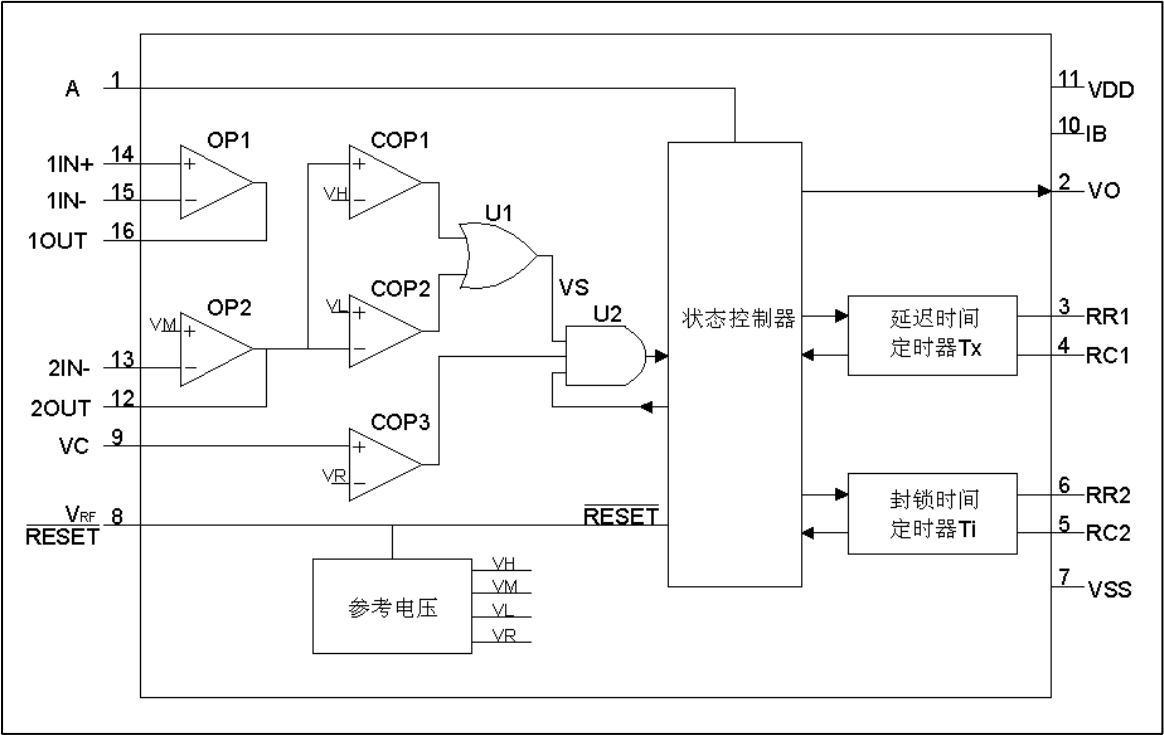 A 1
11 VDD
10 IB
OP1
COP1
1IN+ 14
+
+
VH
1IN- 15
−
−
2 VO
1OUT 16
U1
VS
OP2
COP2
VM
+
VL
+
U2
状态控制器
延迟时间
定时器Tx
3 RR1
4 RC1
2IN- 13
−
−
2OUT 12
COP3
VC 9
+
VR
−
封锁时间
定时器Ti
6 RR2
5 RC2
VRF
RESET
8
RESET
7 VSS
参考电压
VH
VM
VL
VR